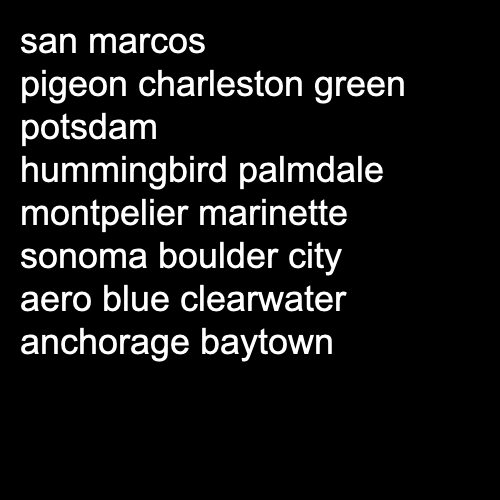 san marcos
pigeon charleston green
potsdam
hummingbird palmdale
montpelier marinette
sonoma boulder city
aero blue clearwater
anchorage baytown